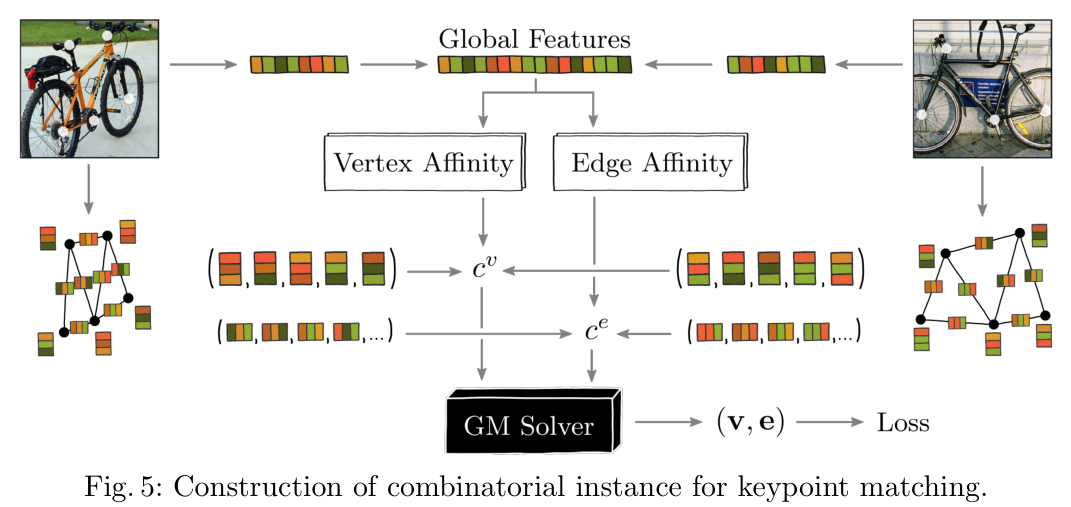 Global Features
Vertex Affinity
Edge Affinity
( , , , , )
c^v
( , , , , )
( , , , ,...)
c^e
( , , , ,...)
GM Solver
(v, e)
Loss
Fig. 5: Construction of combinatorial instance for keypoint matching.